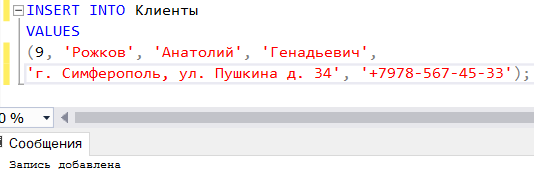 INSERT INTO Клиенты
VALUES
(9, 'Рожков', 'Анатолий', 'Генадьевич',
'г. Симферополь, ул. Пушкина д. 34', '+7978-567-45-33');
0 %
Сообщения
Запись добавлена